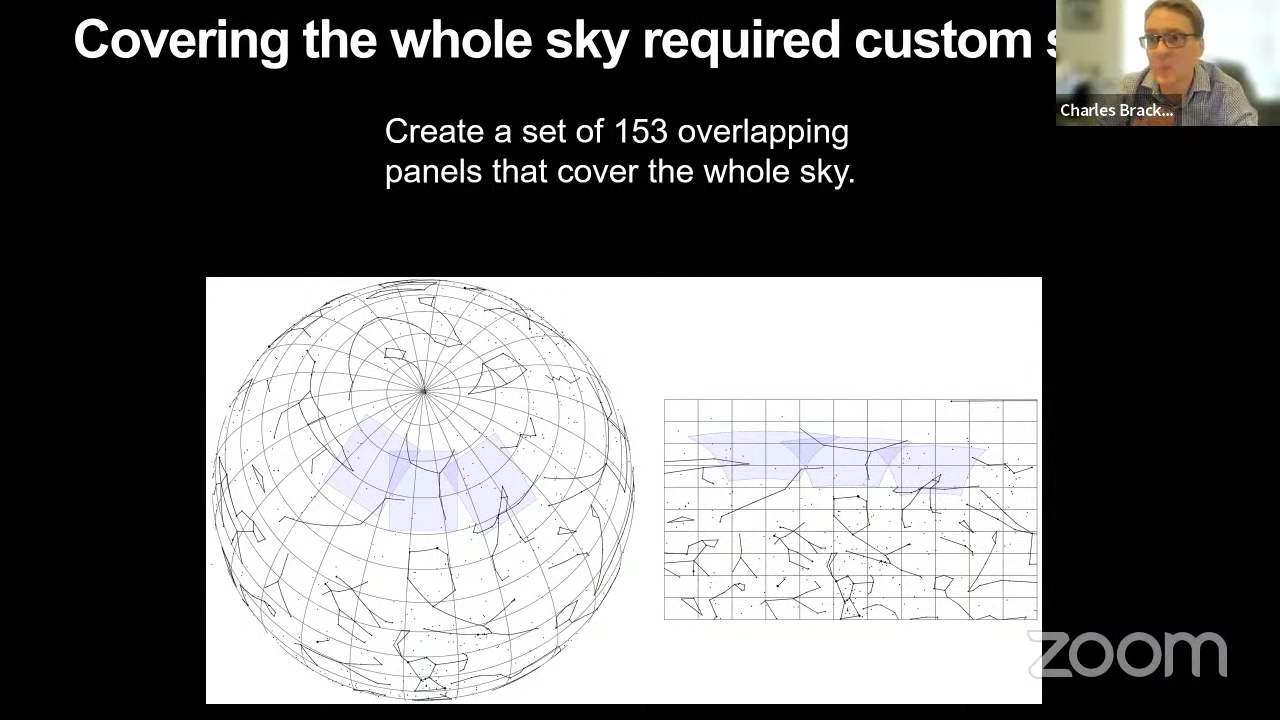 Covering the whole sky required custom
Charles Brack...
Create a set of 153 overlapping
panels that cover the whole sky.
zoom